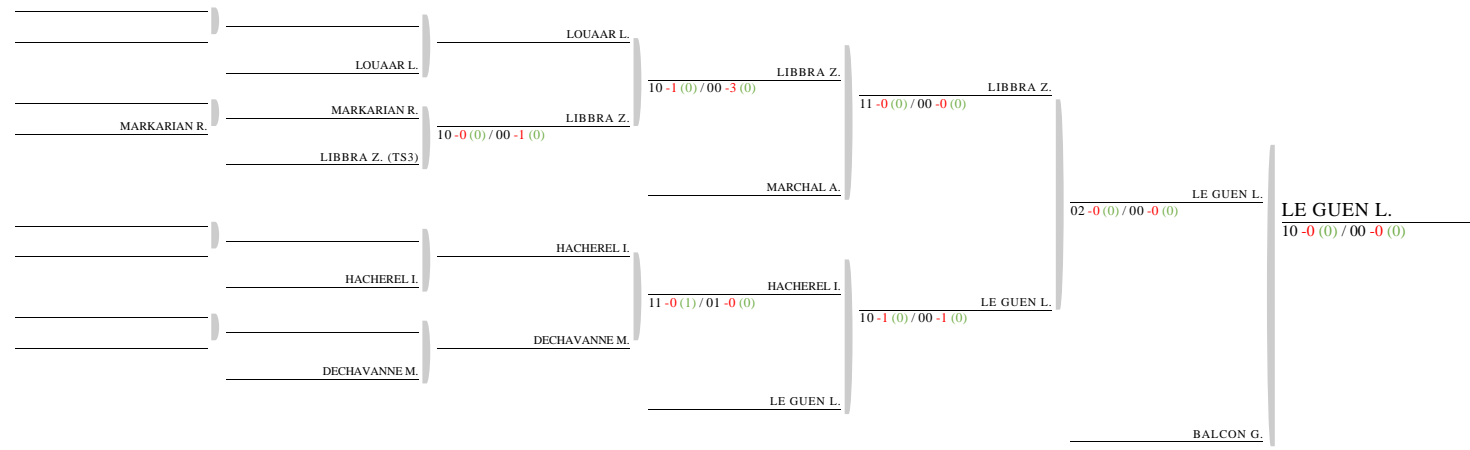 LOUAAR L.
LOUAAR L.
MARKARIAN R.
MARKARIAN R.
LIBBRA Z. (TS3)
LIBBRA Z.
10 -0 (0) / 00 -1 (0)
LIBBRA Z.
10 -1 (0) / 00 -3 (0)
MARCHAL A.
LIBBRA Z.
11 -0 (0) / 00 -0 (0)
HACHEREL I.
HACHEREL I.
DECHAVANNE M.
DECHAVANNE M.
HACHEREL I.
11 -0 (1) / 01 -0 (0)
LE GUEN L.
LE GUEN L.
10 -1 (0) / 00 -1 (0)
LE GUEN L.
02 -0 (0) / 00 -0 (0)
BALCON G.
LE GUEN L.
10 -0 (0) / 00 -0 (0)